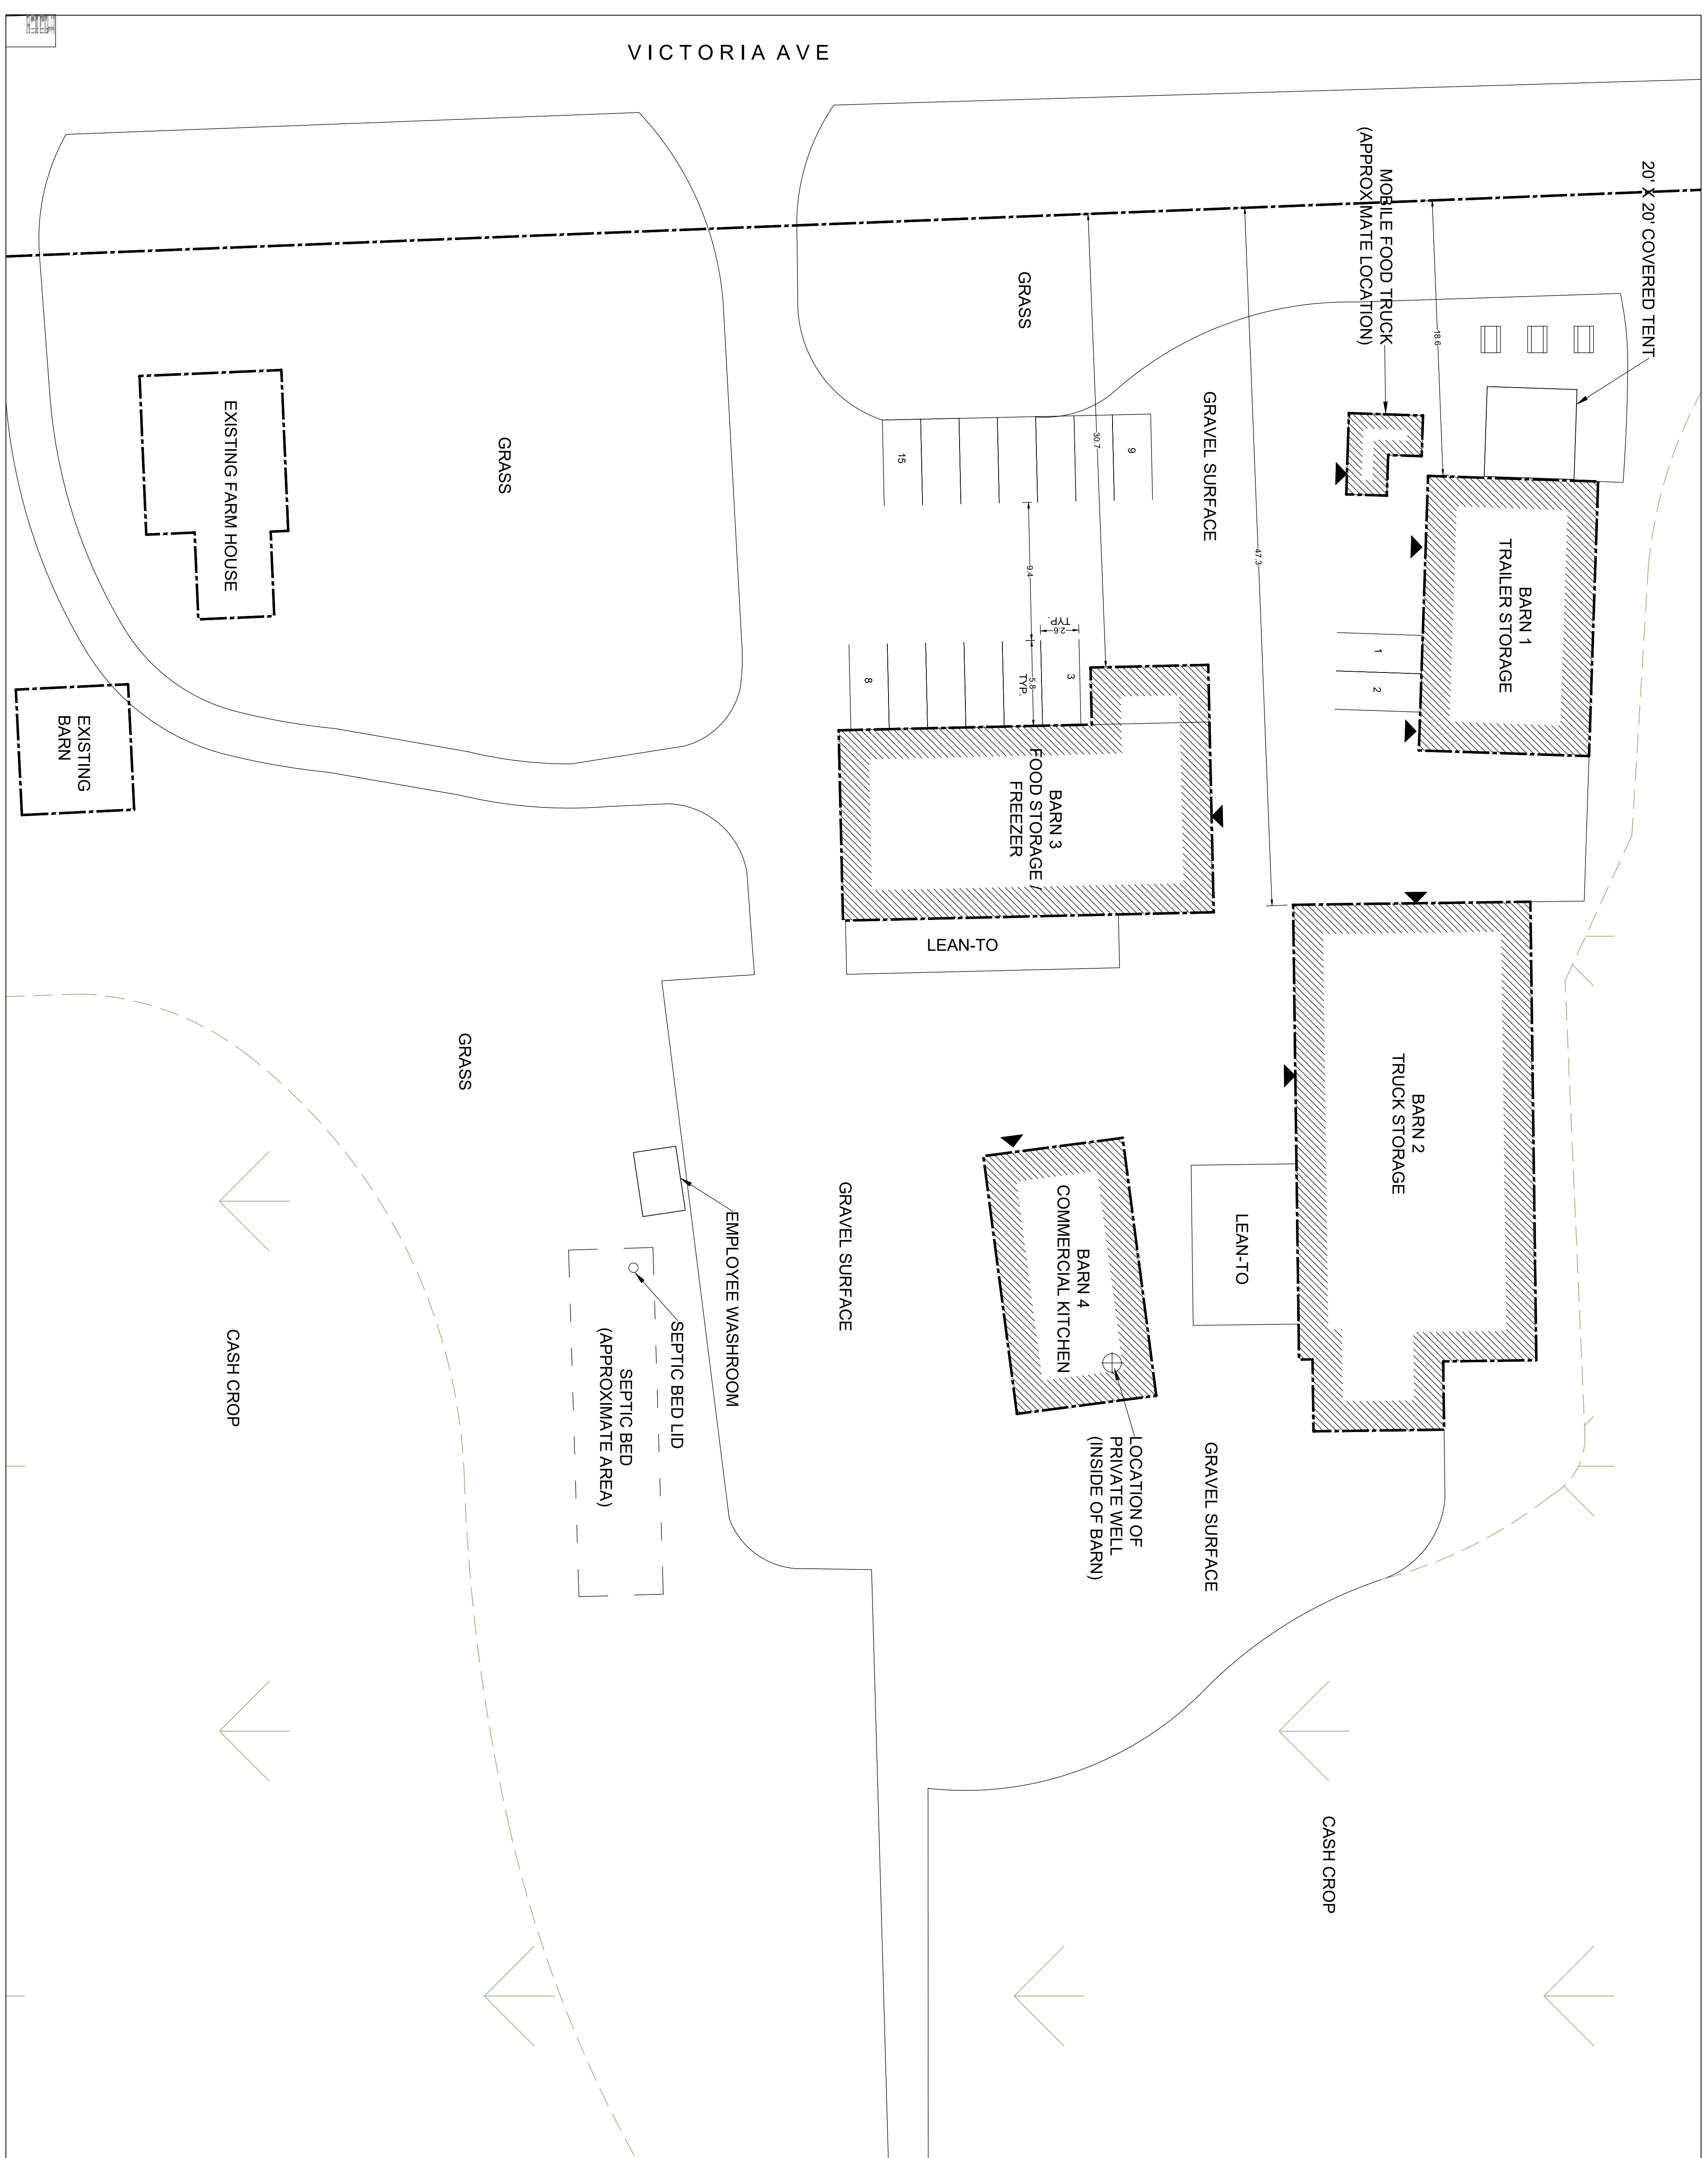 VICTORIA AVE
20' X 20' COVERED TENT
MOBILE FOOD TRUCK
(APPROXIMATE LOCATION)
18.6
GRASS
GRAVEL SURFACE
30.7
47.3
9
15
9.4
2.6
TYP.
5.8
TYP.
3
8
1
2
BARN 1
TRAILER STORAGE
GRASS
EXISTING FARM HOUSE
EXISTING
BARN
BARN 3
FOOD STORAGE /
FREEZER
LEAN-TO
BARN 2
TRUCK STORAGE
LEAN-TO
GRASS
BARN 4
COMMERCIAL KITCHEN
GRAVEL SURFACE
EMPLOYEE WASHROOM
SEPTIC BED LID
SEPTIC BED
(APPROXIMATE AREA)
LOCATION OF
PRIVATE WELL
(INSIDE OF BARN)
GRAVEL SURFACE
CASH CROP
CASH CROP